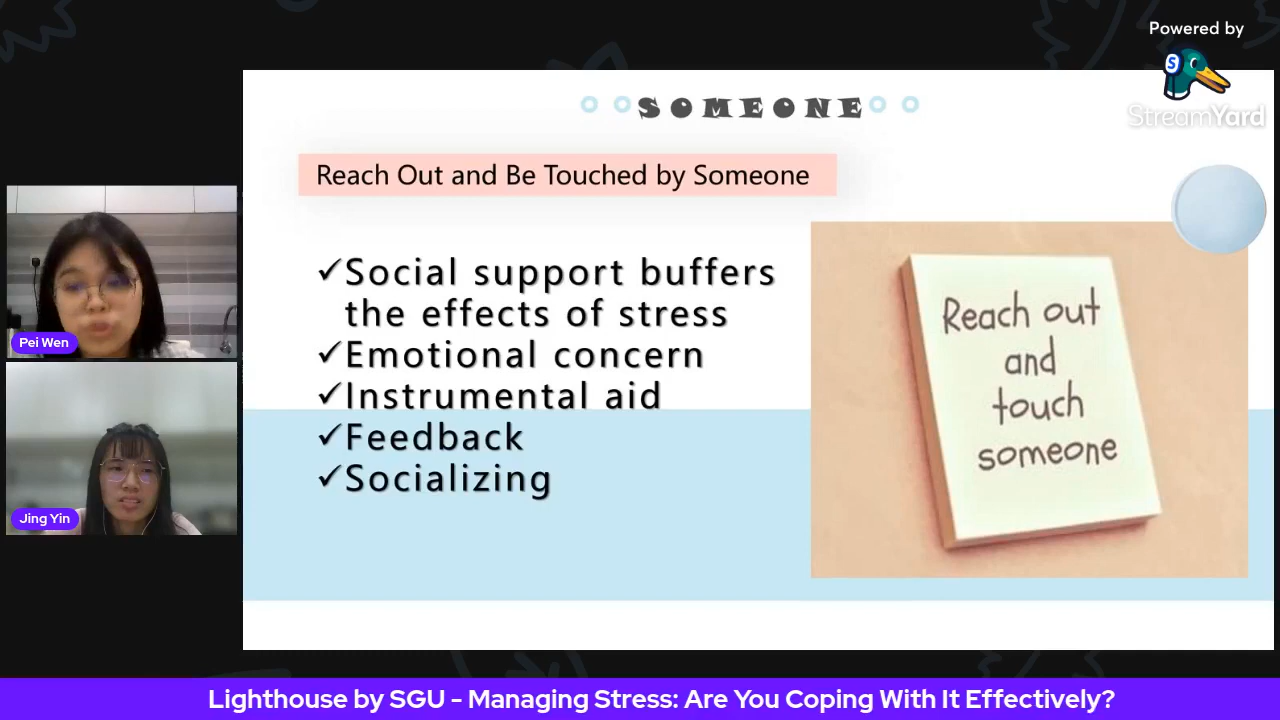 Powered by
S
StreamYard
SOMEONE
Reach Out and Be Touched by Someone
✓Social support buffers
the effects of stress
✓Emotional concern
✓Instrumental aid
✓Feedback
✓Socializing
Reach out
and
touch
someone
Pei Wen
Jing Yin
Lighthouse by SGU - Managing Stress: Are You Coping With It Effectively?